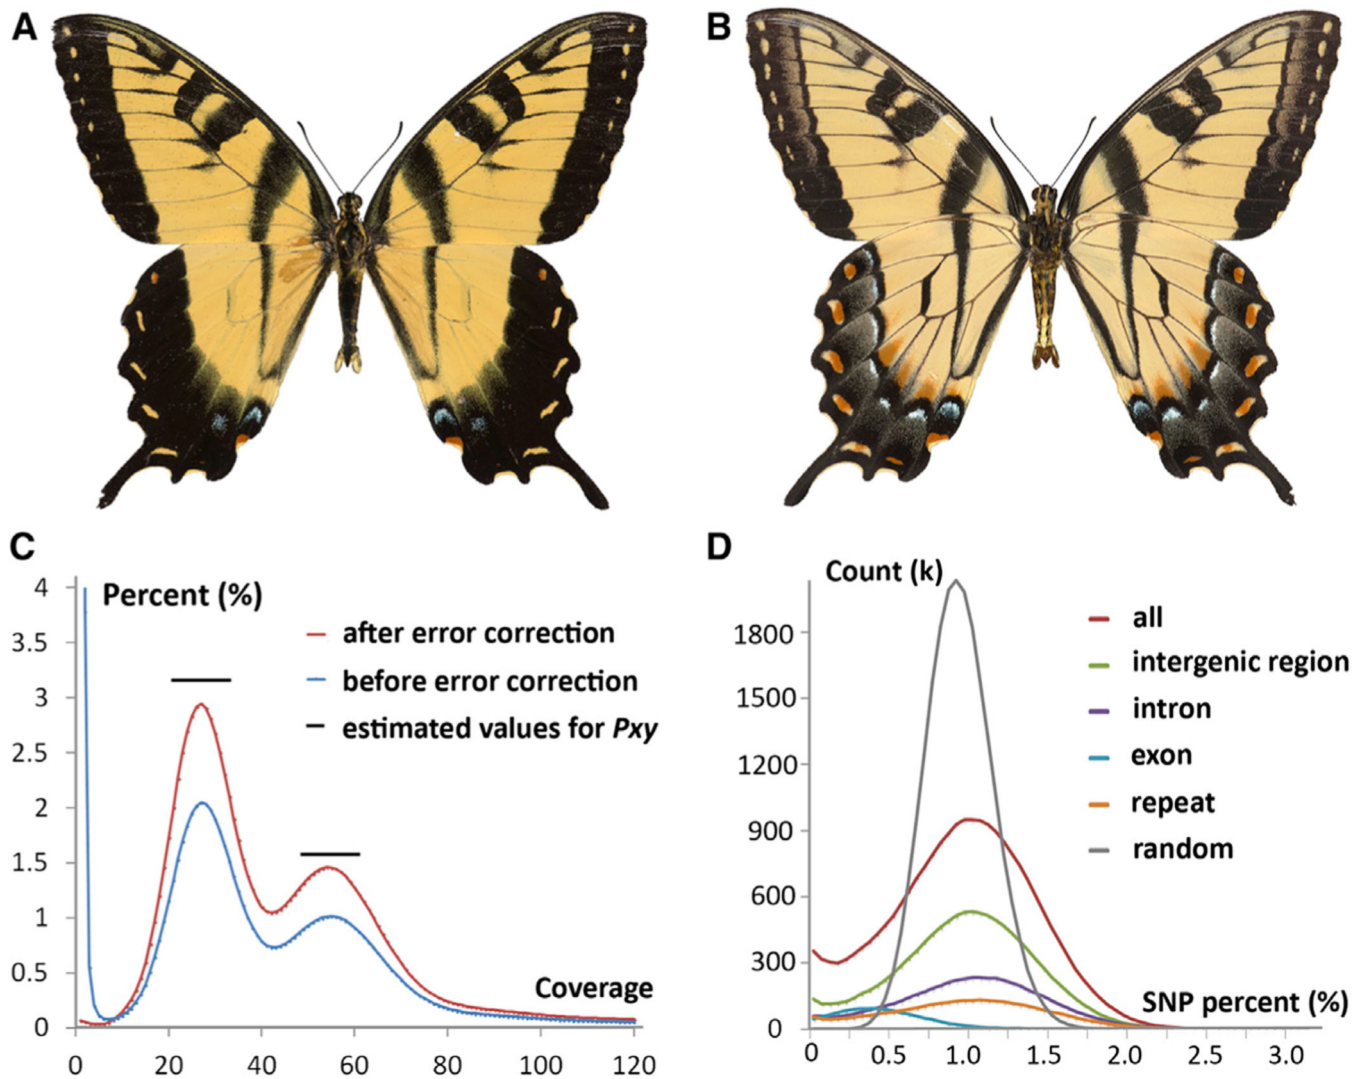 A
B
C
Percent (%)
4
3.5
3
2.5
2
1.5
1
0.5
0
after error correction
before error correction
estimated values for Pxy
Coverage
0 20 40 60 80 100 120
D
Count (k)
1800
1500
1200
900
600
300
0
all
intergenic region
intron
exon
repeat
random
SNP percent (%)
0 0.5 1.0 1.5 2.0 2.5 3.0